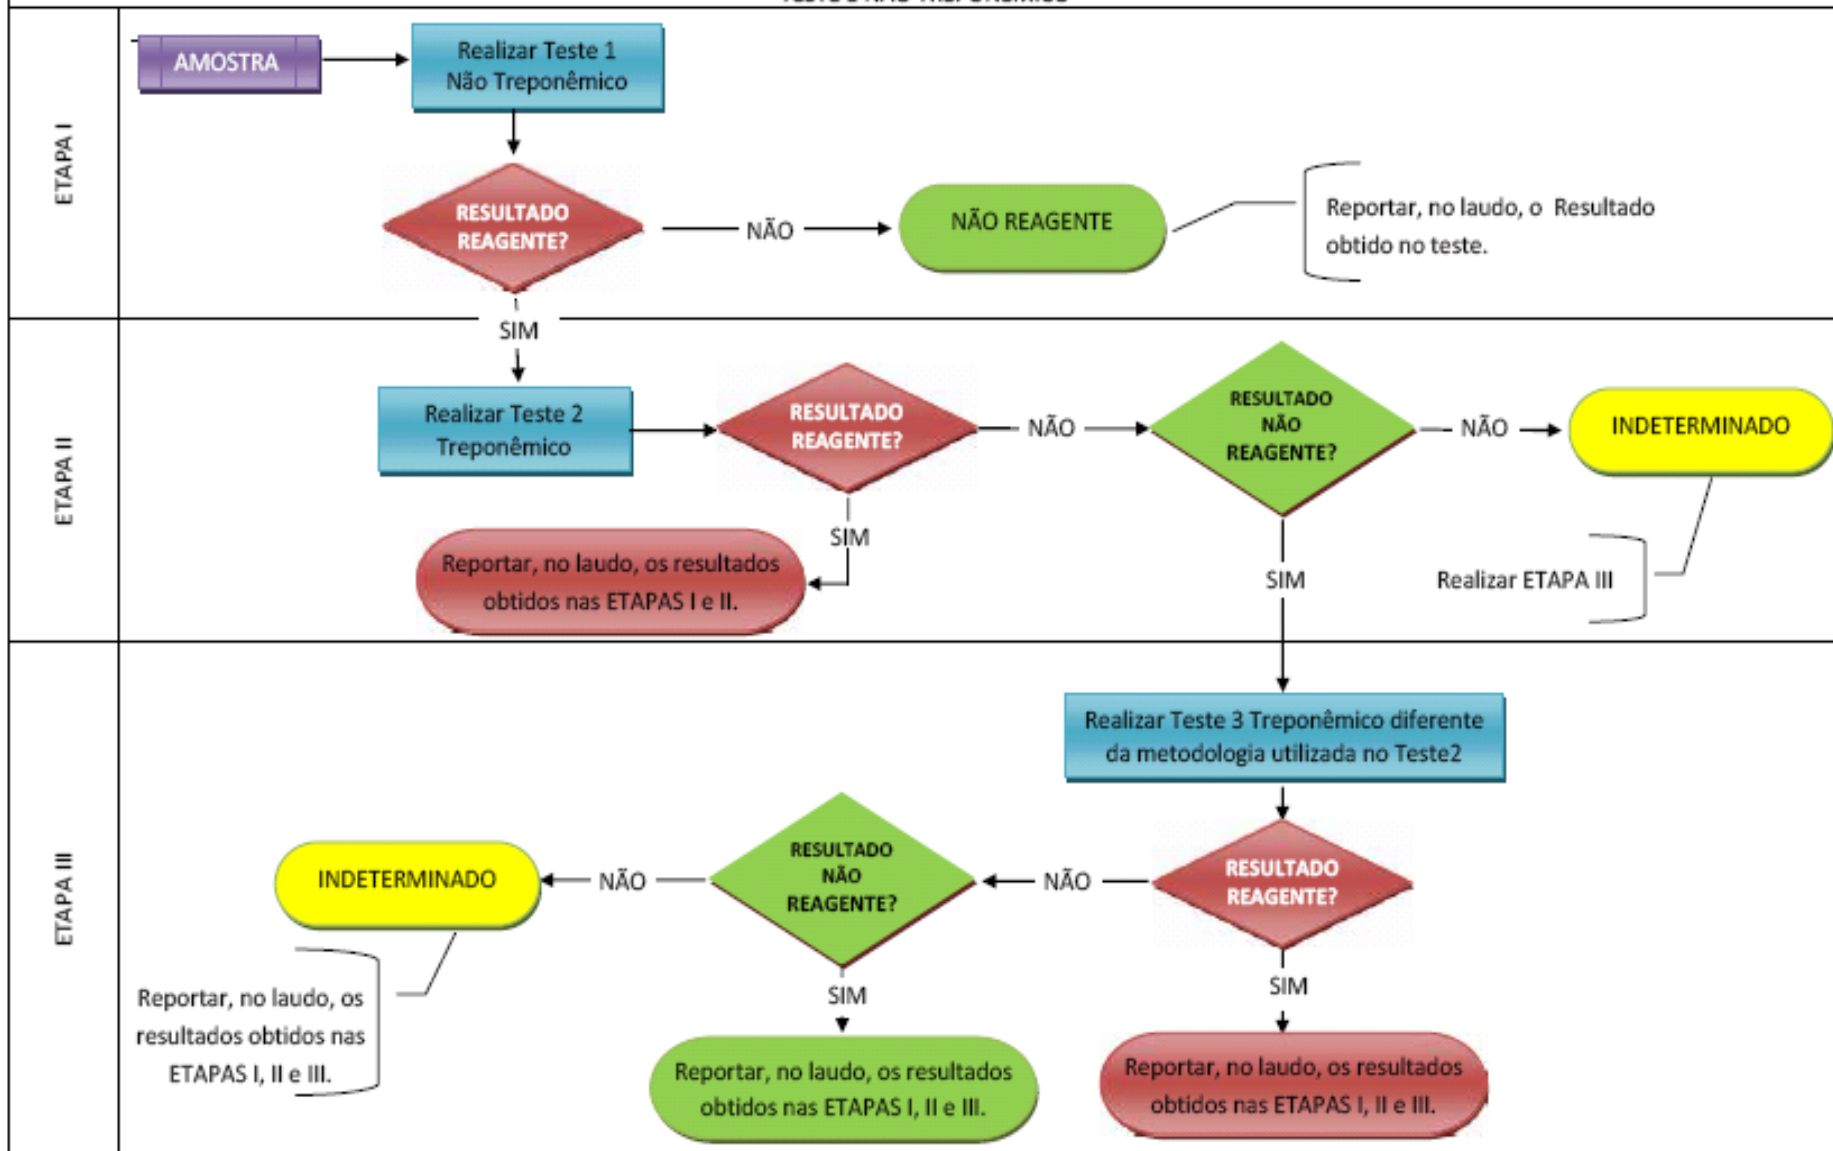 ETAPA I
AMOSTRA
Realizar Teste 1
Não Treponêmico
RESULTADO
REAGENTE?
NÃO
NÃO REAGENTE
Reportar, no laudo, o Resultado
obtido no teste.
SIM
ETAPA II
Realizar Teste 2
Treponêmico
RESULTADO
REAGENTE?
NÃO
RESULTADO
NÃO
REAGENTE?
NÃO
INDETERMINADO
SIM
Reportar, no laudo, os resultados
obtidos nas ETAPAS I e II.
SIM
Realizar ETAPA III
ETAPA III
Realizar Teste 3 Treponêmico diferente
da metodologia utilizada no Teste2
RESULTADO
REAGENTE?
NÃO
RESULTADO
NÃO
REAGENTE?
NÃO
INDETERMINADO
Reportar, no laudo, os
resultados obtidos nas
ETAPAS I, II e III.
SIM
Reportar, no laudo, os resultados
obtidos nas ETAPAS I, II e III.
SIM
Reportar, no laudo, os resultados
obtidos nas ETAPAS I, II e III.